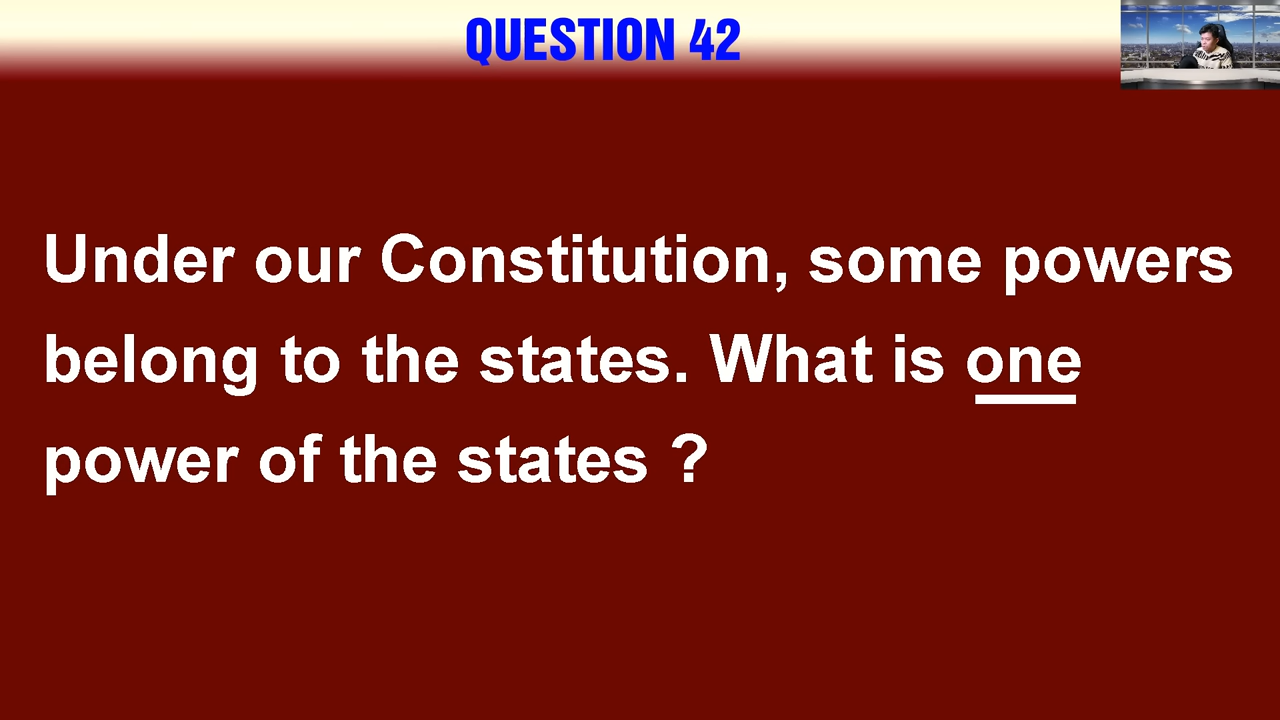 QUESTION 42
Under our Constitution, some powers
belong to the states. What is one
power of the states ?